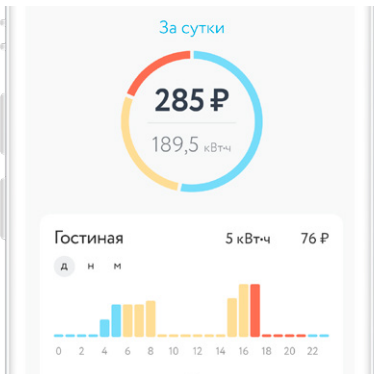 За сутки
285 ₽
189,5 кВт·ч
Гостиная 5 кВт·ч 76 ₽
д н м
0 2 4 6 8 10 12 14 16 18 20 22